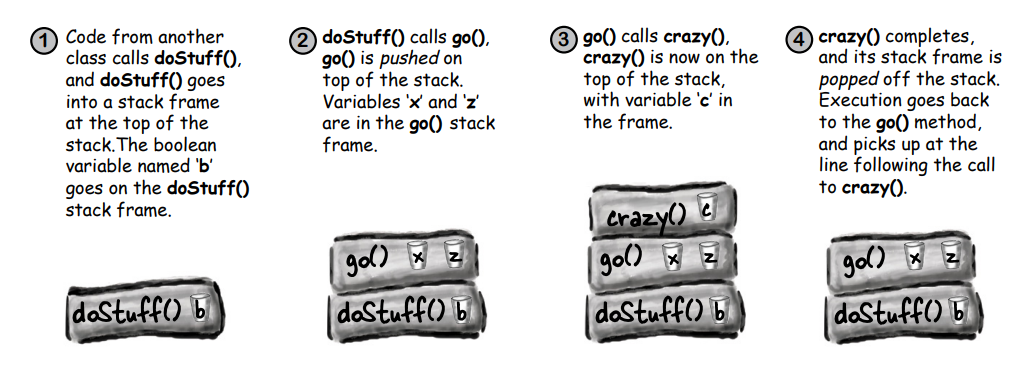 1 Code from another
class calls doStuff(),
and doStuff() goes
into a stack frame
at the top of the
stack.The boolean
variable named 'b'
goes on the doStuff()
stack frame.
doStuff() b
2 doStuff() calls go(),
go() is pushed on
top of the stack.
Variables 'x' and 'z'
are in the go() stack
frame.
go() x z
doStuff() b
3 go() calls crazy(),
crazy() is now on the
top of the stack,
with variable 'c' in
the frame.
crazy() c
go() x z
doStuff() b
4 crazy() completes,
and its stack frame is
popped off the stack.
Execution goes back
to the go() method,
and picks up at the
line following the call
to crazy().
go() x z
doStuff() b